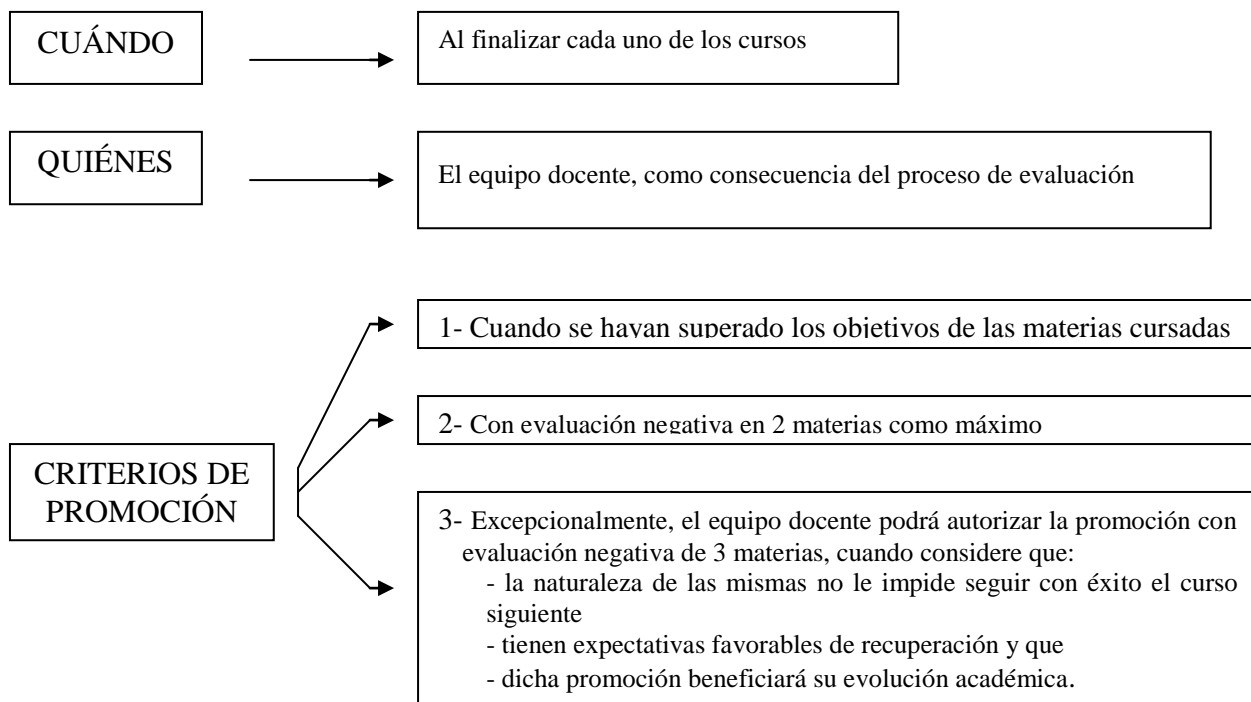 CUÁNDO
Al finalizar cada uno de los cursos
QUIÉNES
El equipo docente, como consecuencia del proceso de evaluación
1- Cuando se hayan superado los objetivos de las materias cursadas
2- Con evaluación negativa en 2 materias como máximo
CRITERIOS DE
PROMOCIÓN
3- Excepcionalmente, el equipo docente podrá autorizar la promoción con
evaluación negativa de 3 materias, cuando considere que:
- la naturaleza de las mismas no le impide seguir con éxito el curso
siguiente
- tienen expectativas favorables de recuperación y que
- dicha promoción beneficiará su evolución académica.